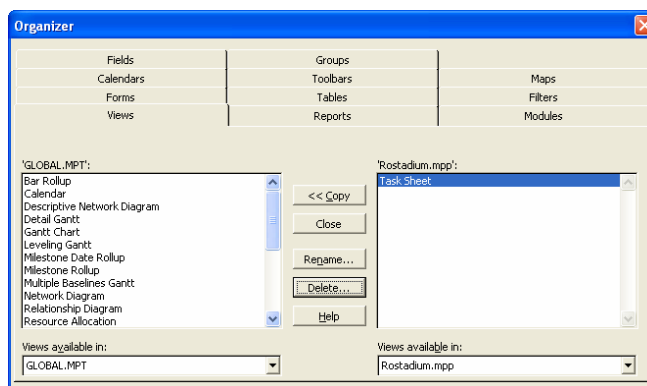 Organizer
Fields Groups
Calendars Toolbars Maps
Forms Tables Filters
Views Reports Modules
'GLOBAL.MPT': 'Rostadium.mpp':
Bar Rollup
Calendar
Descriptive Network Diagram
Detail Gantt
Gantt Chart
Leveling Gantt
Milestone Date Rollup
Milestone Rollup
Multiple Baselines Gantt
Network Diagram
Relationship Diagram
Resource Allocation
<< Copy
Close
Rename...
Delete...
Help
Task Sheet
Views available in: Views available in:
GLOBAL.MPT Rostadium.mpp